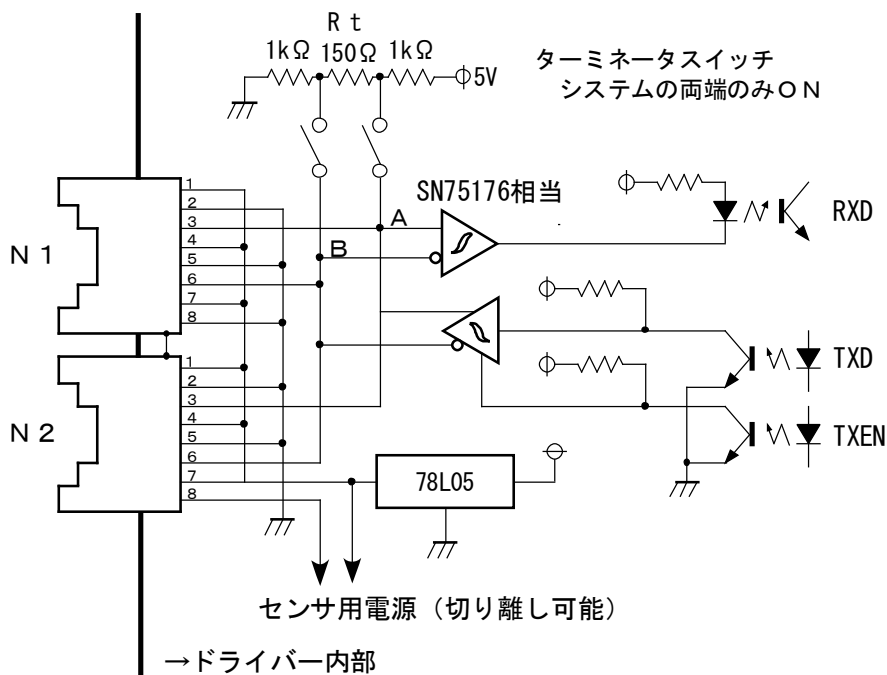 Ｒｔ
1kΩ 150Ω 1kΩ
5V
ターミネータスイッチ
システムの両端のみＯＮ
SN75176相当
RXD
A
B
Ｎ１
1
2
3
4
5
6
7
8
TXD
Ｎ２
1
2
3
4
5
6
7
8
TXEN
78L05
センサ用電源（切り離し可能）
→ドライバー内部